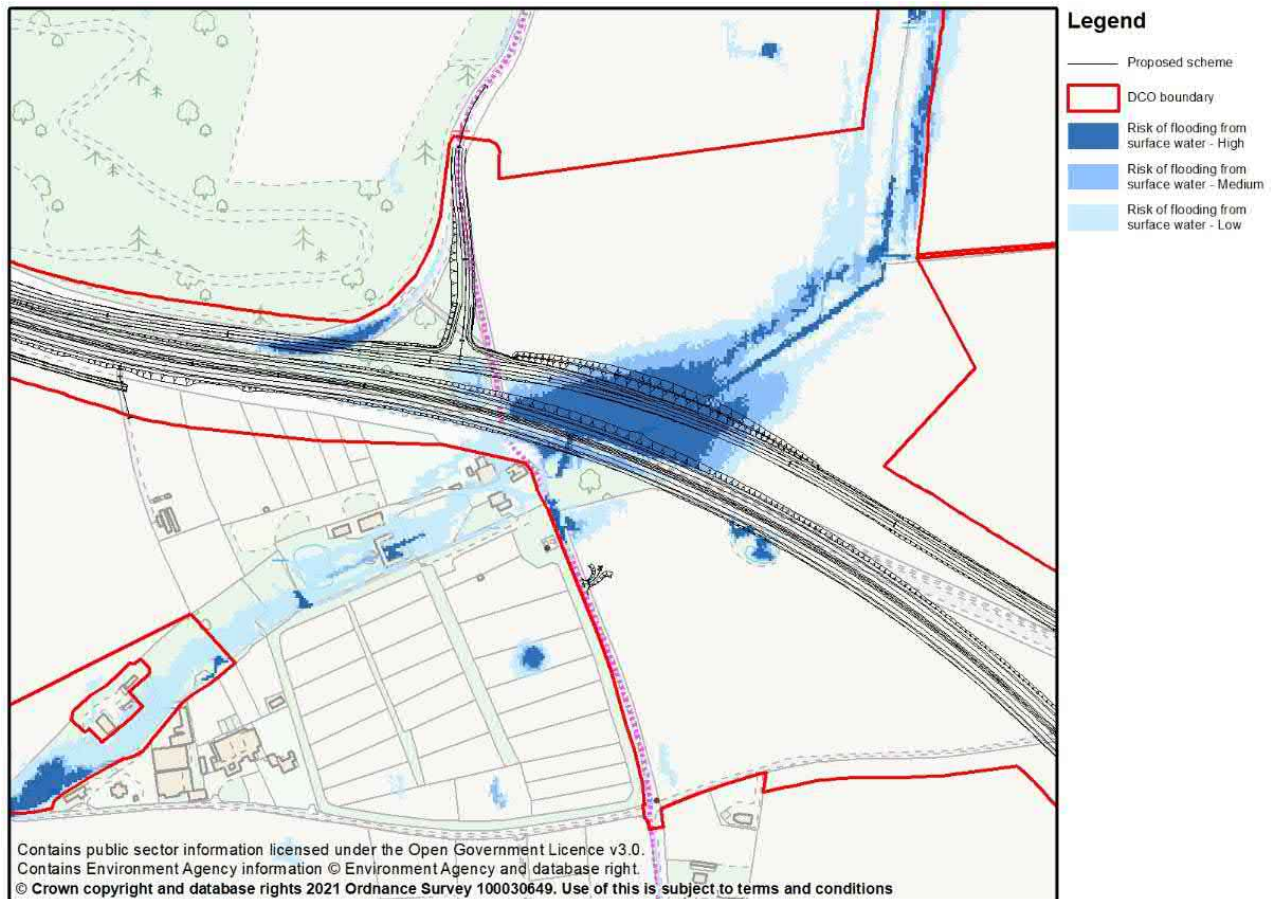 Legend
Proposed scheme
DCO boundary
Risk of flooding from
surface water - High
Risk of flooding from
surface water - Medium
Risk of flooding from
surface water - Low
Contains public sector information licensed under the Open Government Licence v3.0.
Contains Environment Agency information © Environment Agency and database right.
© Crown copyright and database rights 2021 Ordnance Survey 100030649. Use of this is subject to terms and conditions